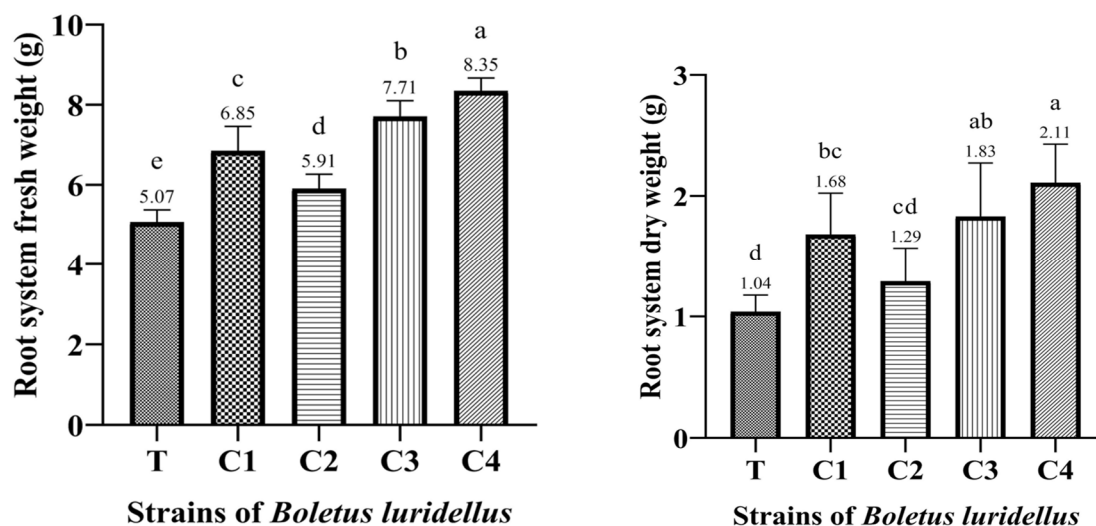 Root system fresh weight (g)
10
8
6
4
2
0
e
5.07
c
6.85
d
5.91
b
7.71
a
8.35
T C1 C2 C3 C4
Strains of Boletus luridellus
Root system dry weight (g)
3
2
1
0
d
1.04
bc
1.68
cd
1.29
ab
1.83
a
2.11
T C1 C2 C3 C4
Strains of Boletus luridellus